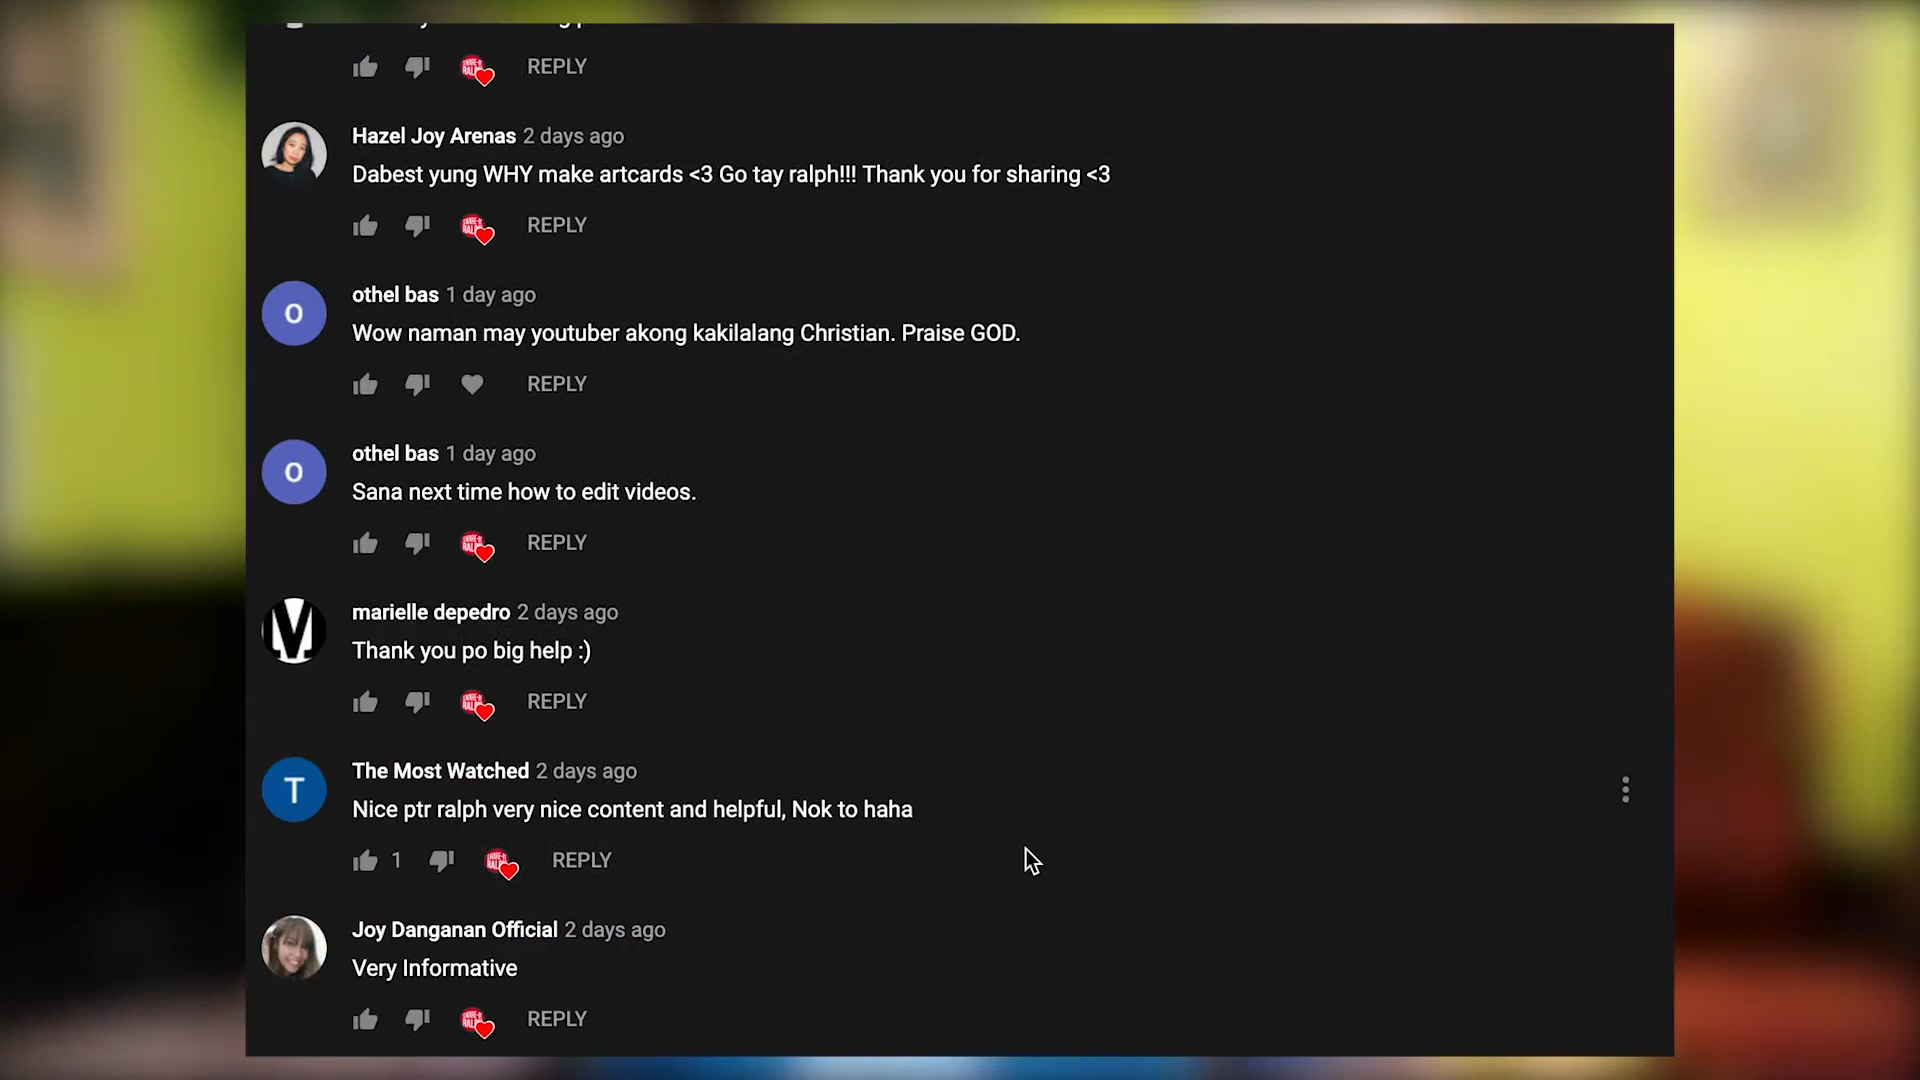 REPLY
Hazel Joy Arenas 2 days ago
Dabest yung WHY make artcards <3 Go tay ralph!!! Thank you for sharing <3
REPLY
O
othel bas 1 day ago
Wow naman may youtuber akong kakilalang Christian. Praise GOD.
REPLY
O
othel bas 1 day ago
Sana next time how to edit videos.
REPLY
M
marielle depedro 2 days ago
Thank you po big help :)
REPLY
T
The Most Watched 2 days ago
Nice ptr ralph very nice content and helpful, Nok to haha
1 REPLY
Joy Danganan Official 2 days ago
Very Informative
REPLY